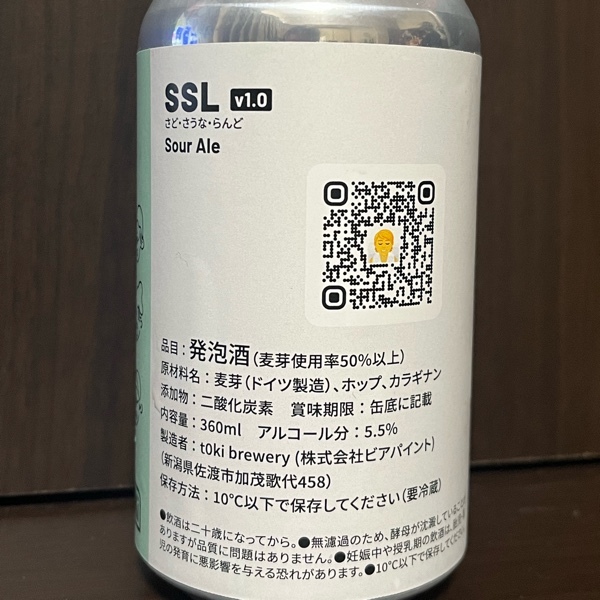 SSL v1.0
さど・さうな・らんど
Sour Ale
品目：発泡酒（麦芽使用率50%以上）
原材料名：麦芽（ドイツ製造）、ホップ、カラギナン
添加物：二酸化炭素　賞味期限：缶底に記載
内容量：360ml　アルコール分：5.5%
製造者：t0ki brewery (株式会社ビアパイント)
(新潟県佐渡市加茂歌代458)
保存方法：10℃以下で保存してください（要冷蔵）
●飲酒は二十歳になってから。●無濾過のため、酵母が沈澱していることが
ありますが品質に問題はありません。●妊娠中や授乳期の飲酒は、胎
児の発育に悪影響を与える恐れがあります。●10℃以下で保存してく